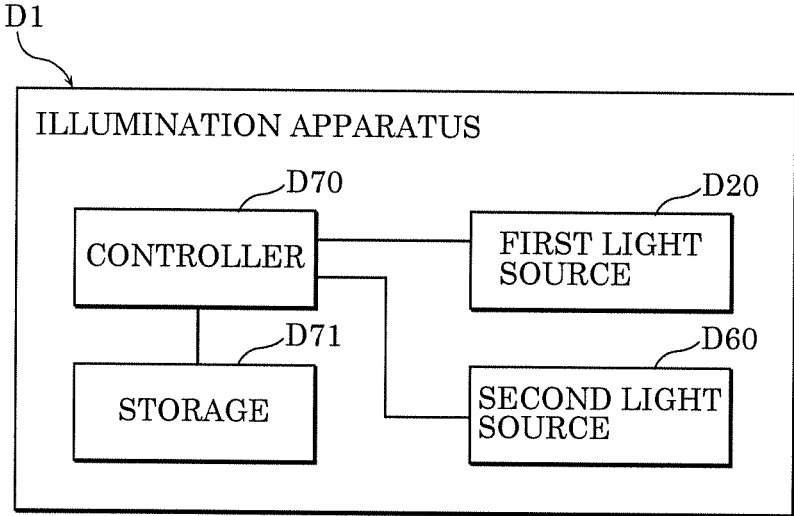 D1
ILLUMINATION APPARATUS
D70
CONTROLLER
D20
FIRST LIGHT
SOURCE
D71
STORAGE
D60
SECOND LIGHT
SOURCE